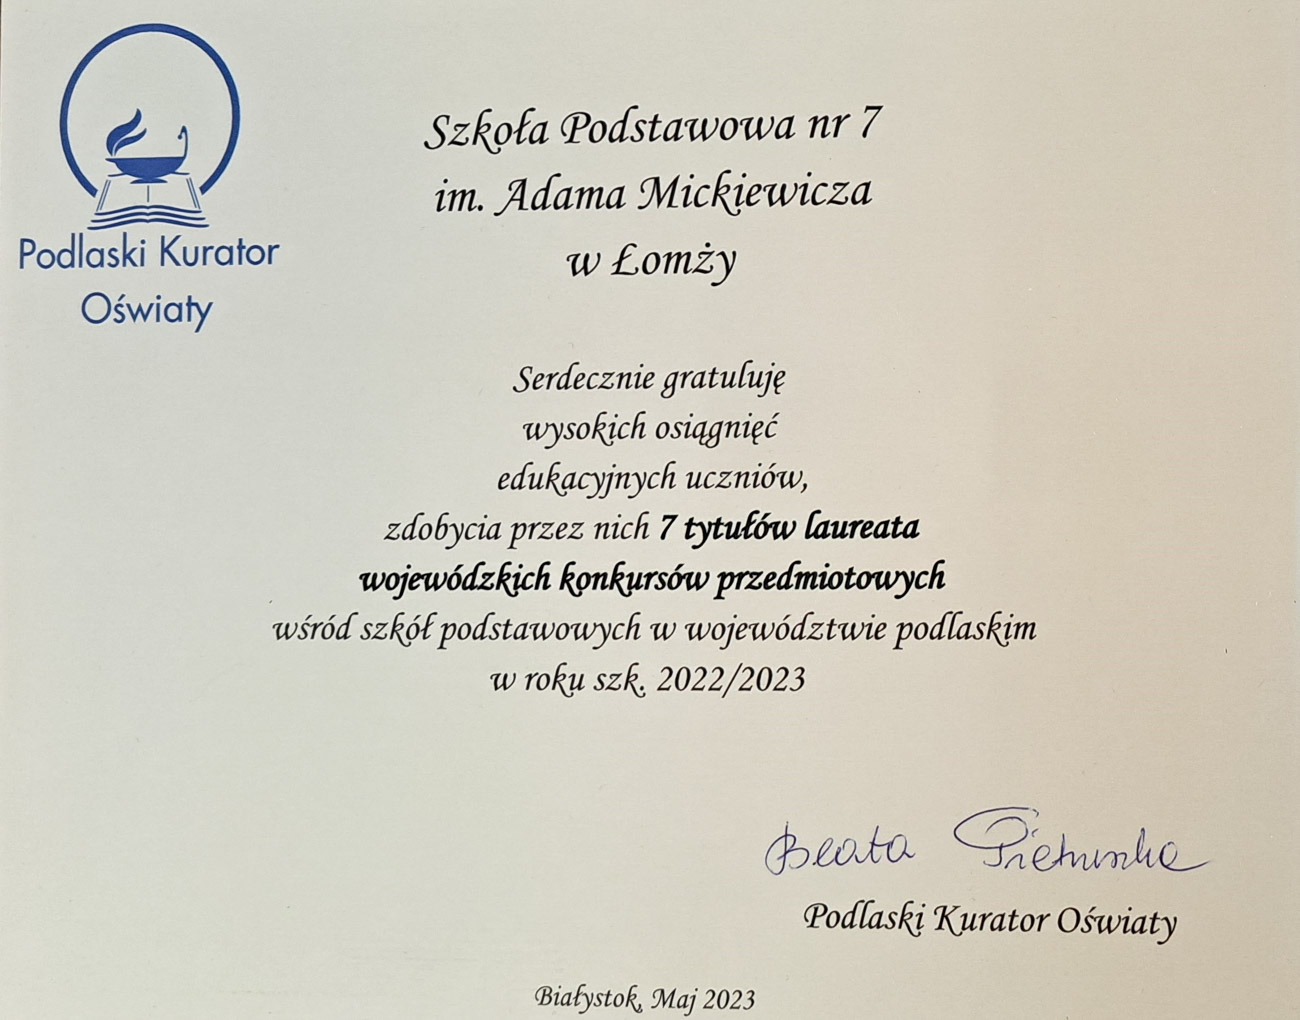 Podlaski Kurator
Oświaty
Szkoła Podstawowa nr 7
im. Adama Mickiewicza
w Łomży
Serdecznie gratuluję
wysokich osiągnięć
edukacyjnych uczniów,
zdobycia przez nich 7 tytułów laureata
wojewódzkich konkursów przedmiotowych
wśród szkół podstawowych w województwie podlaskim
w roku szk. 2022/2023
Beata Pietruszka
Podlaski Kurator Oświaty
Białystok, Maj 2023